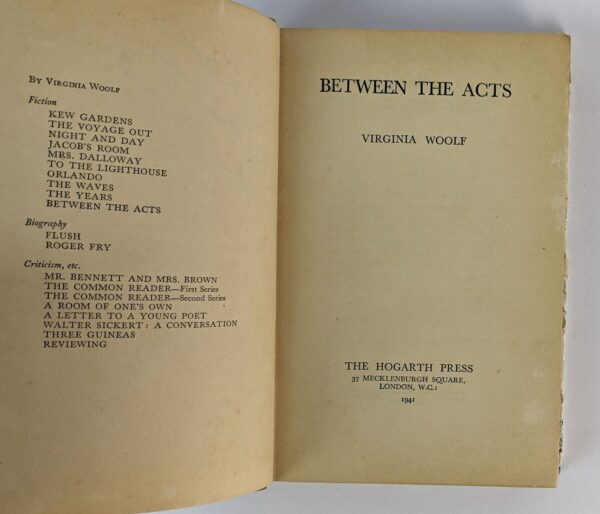 By Virginia Woolf
Fiction
KEW GARDENS
THE VOYAGE OUT
NIGHT AND DAY
JACOB'S ROOM
MRS. DALLOWAY
TO THE LIGHTHOUSE
ORLANDO
THE WAVES
THE YEARS
BETWEEN THE ACTS
Biography
FLUSH
ROGER FRY
Criticism, etc.
MR. BENNETT AND MRS. BROWN
THE COMMON READER—First Series
THE COMMON READER—Second Series
A ROOM OF ONE'S OWN
A LETTER TO A YOUNG POET
WALTER SICKERT: A CONVERSATION
THREE GUINEAS
REVIEWING
BETWEEN THE ACTS
VIRGINIA WOOLF
THE HOGARTH PRESS
37 MECKLENBURGH SQUARE,
LONDON, W.C.1
1941